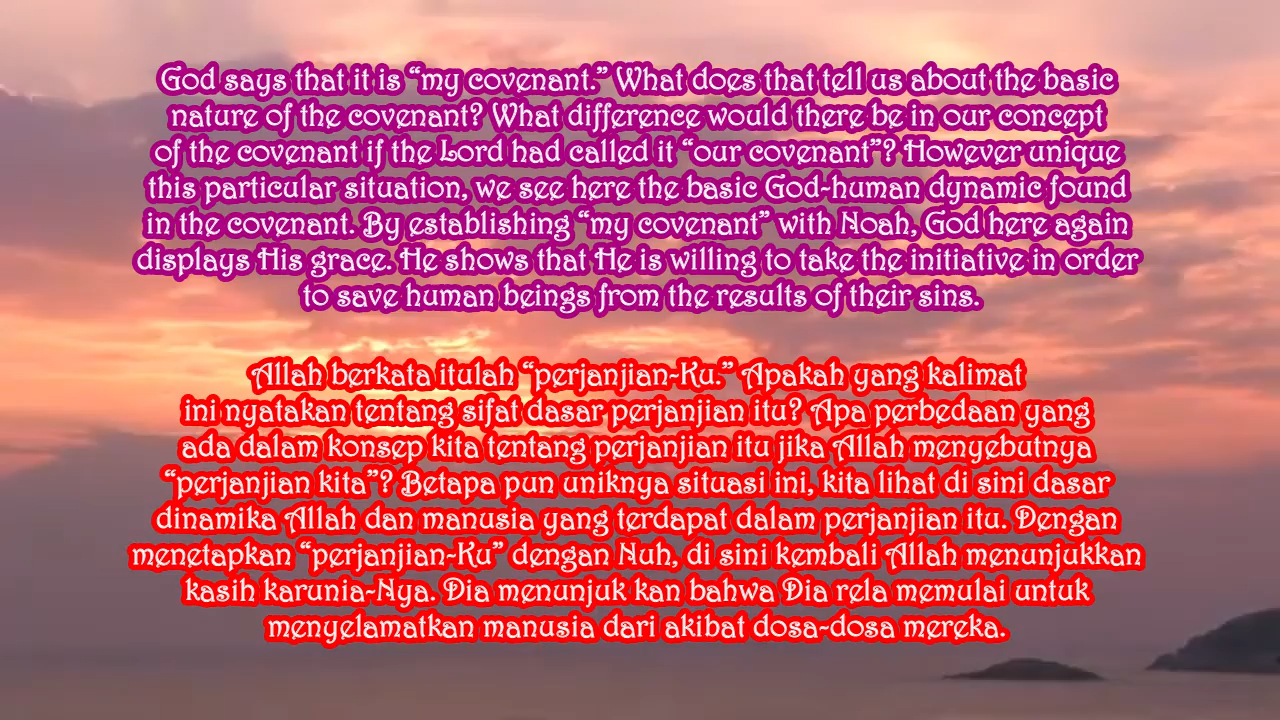 God says that it is “my covenant.” What does that tell us about the basic
nature of the covenant? What difference would there be in our concept
of the covenant if the Lord had called it “our covenant”? However unique
this particular situation, we see here the basic God-human dynamic found
in the covenant. By establishing “my covenant” with Noah, God here again
displays His grace. He shows that He is willing to take the initiative in order
to save human beings from the results of their sins.
Allah berkata itulah “perjanjian-Ku.” Apakah yang kalimat
ini nyatakan tentang sifat dasar perjanjian itu? Apa perbedaan yang
ada dalam konsep kita tentang perjanjian itu jika Allah menyebutnya
“perjanjian kita”? Betapa pun uniknya situasi ini, kita lihat di sini dasar
dinamika Allah dan manusia yang terdapat dalam perjanjian itu. Dengan
menetapkan “perjanjian-Ku” dengan Nuh, di sini kembali Allah menunjukkan
kasih karunia-Nya. Dia menunjuk kan bahwa Dia rela memulai untuk
menyelamatkan manusia dari akibat dosa-dosa mereka.